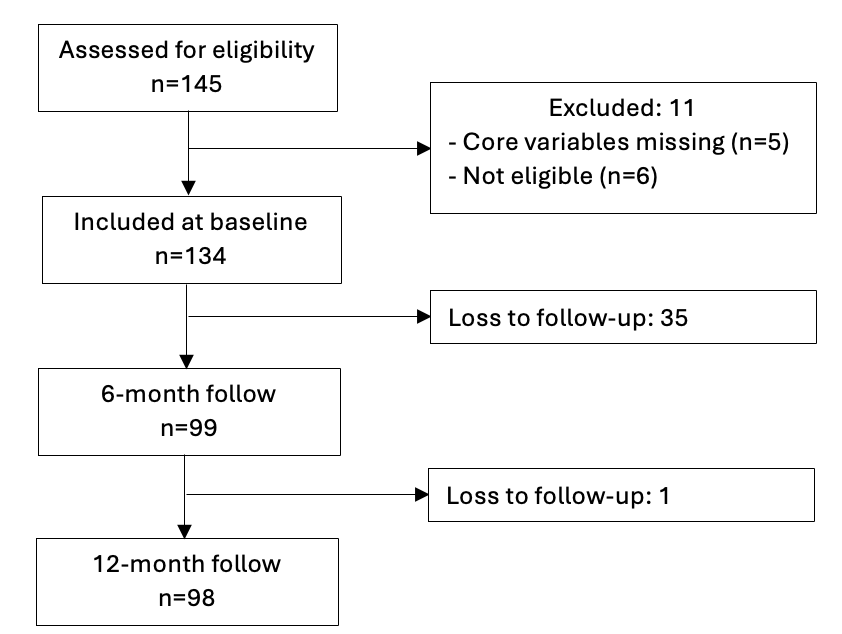 Assessed for eligibility
n=145
Excluded: 11
- Core variables missing (n=5)
- Not eligible (n=6)
Included at baseline
n=134
Loss to follow-up: 35
6-month follow
n=99
Loss to follow-up: 1
12-month follow
n=98